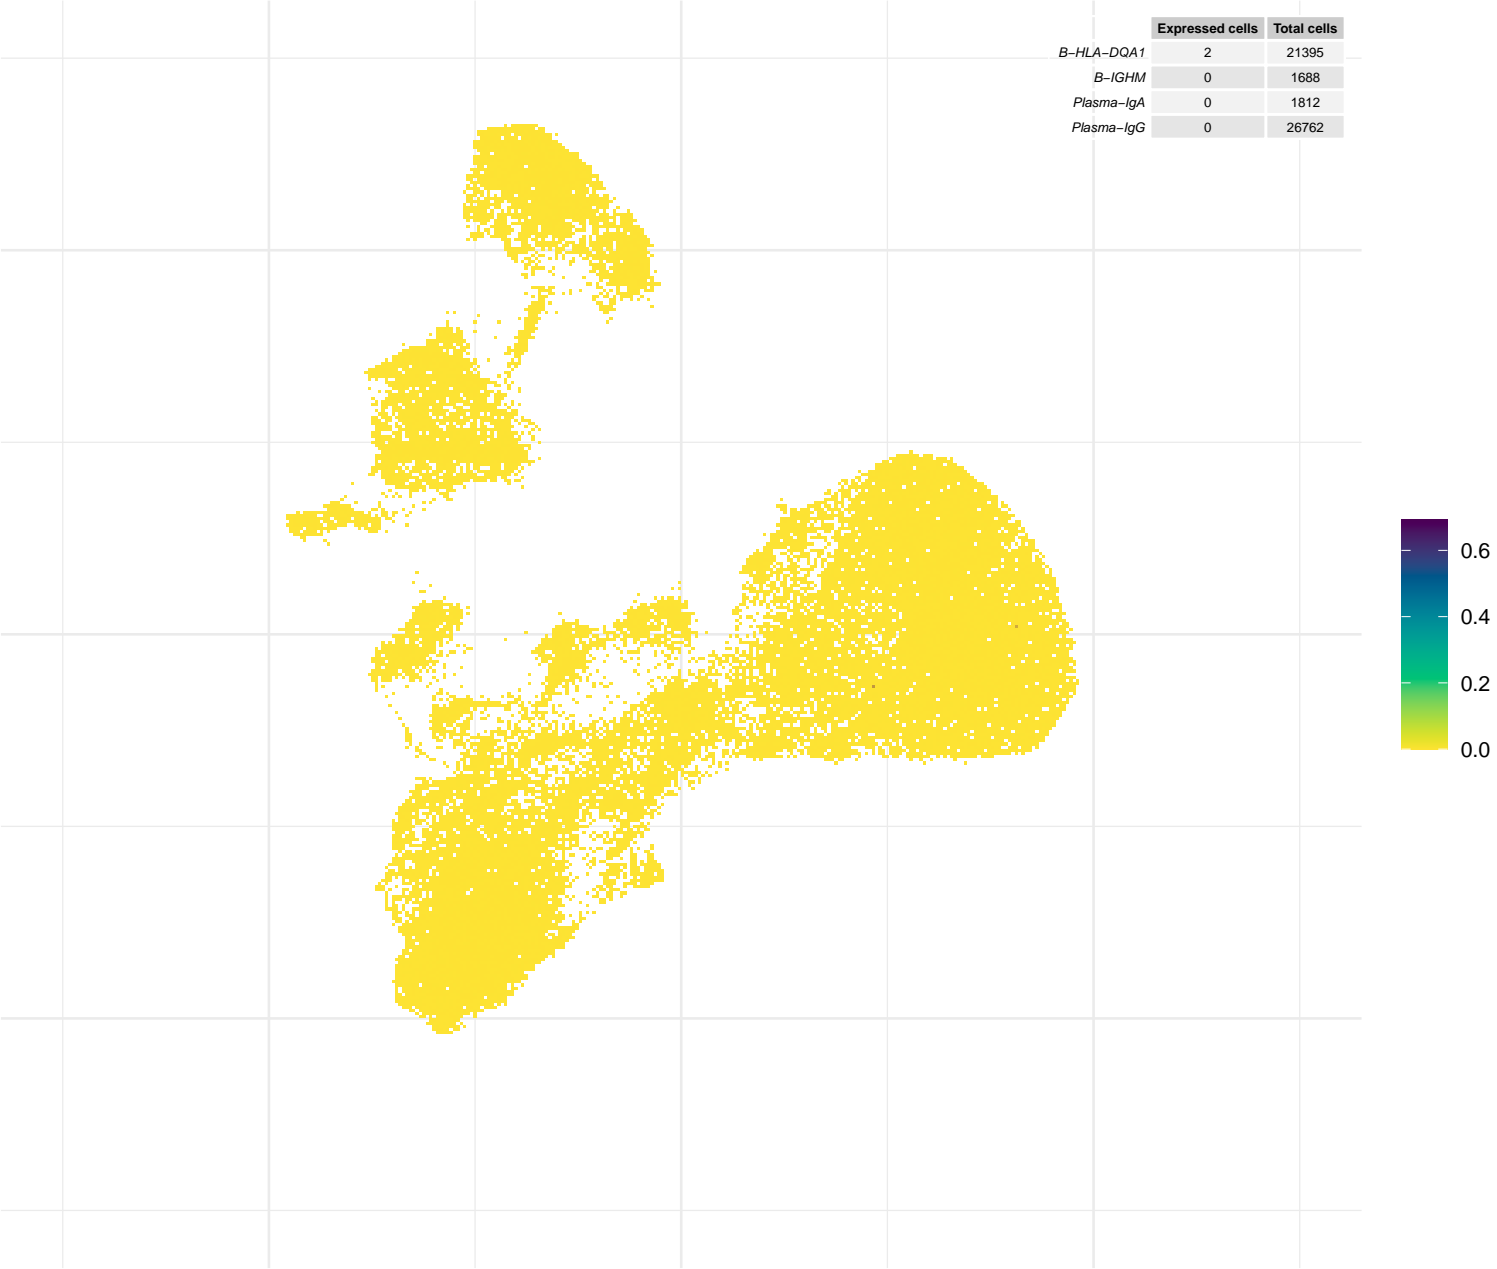 Expressed cells Total cells
B−HLA−DQA1 2 21395
B−IGHM 0 1688
Plasma−IgA 0 1812
Plasma−IgG 0 26762
0.6
0.4
0.2
0.0